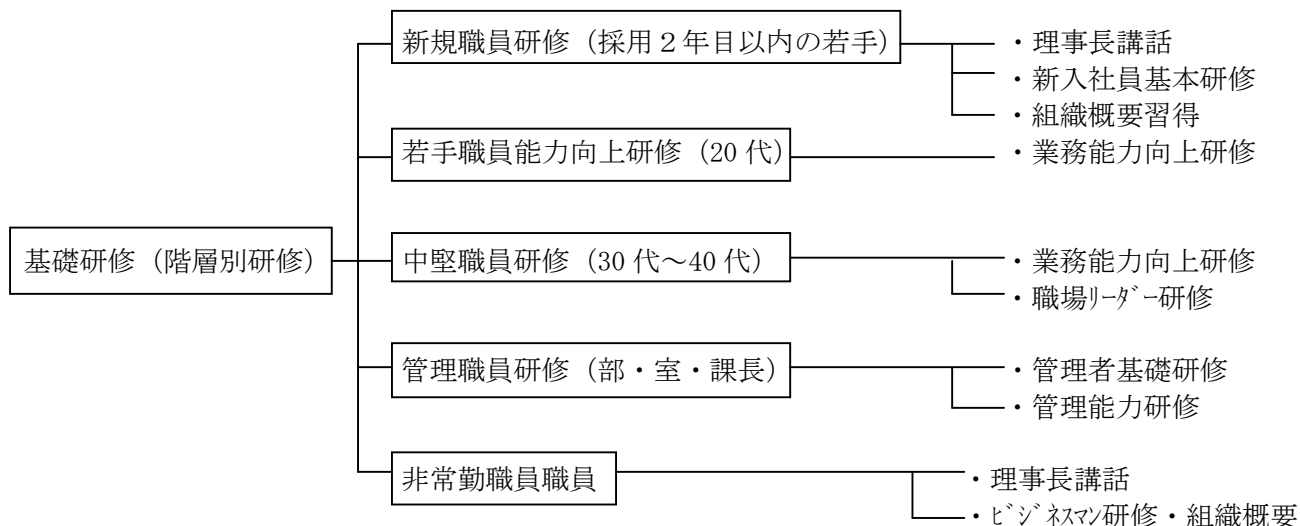 新規職員研修（採用２年目以内の若手）
・理事長講話
・新入社員基本研修
・組織概要習得
若手職員能力向上研修（20 代）
・業務能力向上研修
基礎研修（階層別研修）
中堅職員研修（30 代～40 代）
・業務能力向上研修
・職場ﾘｰﾀﾞｰ研修
管理職員研修（部・室・課長）
・管理者基礎研修
・管理能力研修
非常勤職員職員
・理事長講話
・ﾋﾞｼﾞﾈｽﾏﾝ研修・組織概要